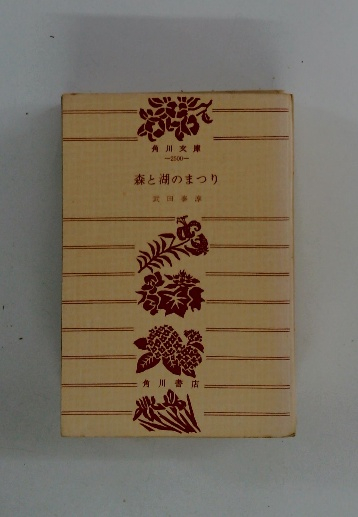 角川文庫
—2300—
森と湖のまつり
武田泰淳
角川書店